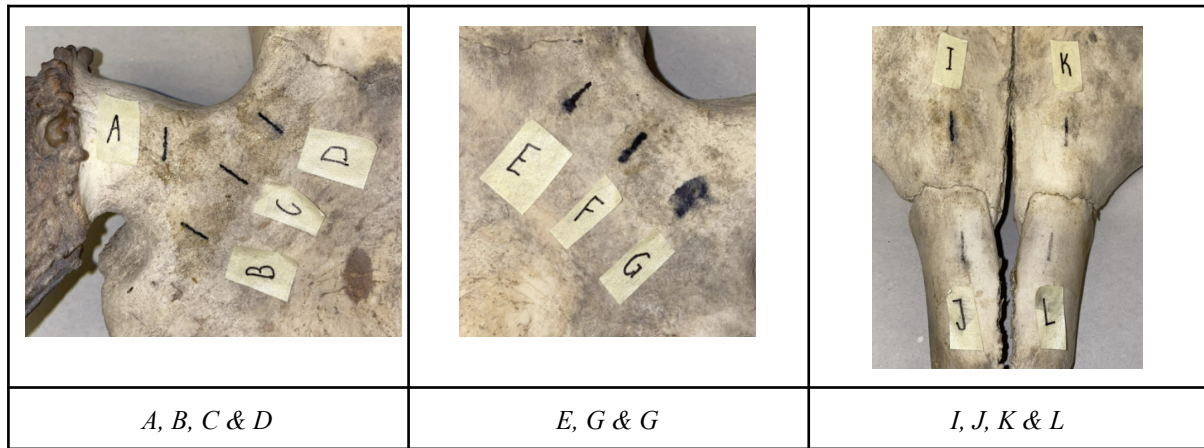 A
D
C
B
E
F
G
I
K
J
L
A, B, C & D
E, G & G
I, J, K & L